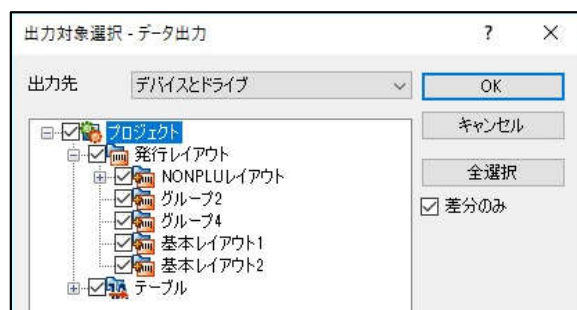 出力対象選択 - データ出力
出力先
デバイスとドライブ
OK
キャンセル
全選択
差分のみ
プロジェクト
発行レイアウト
NONPLUレイアウト
グループ2
グループ4
基本レイアウト1
基本レイアウト2
テーブル